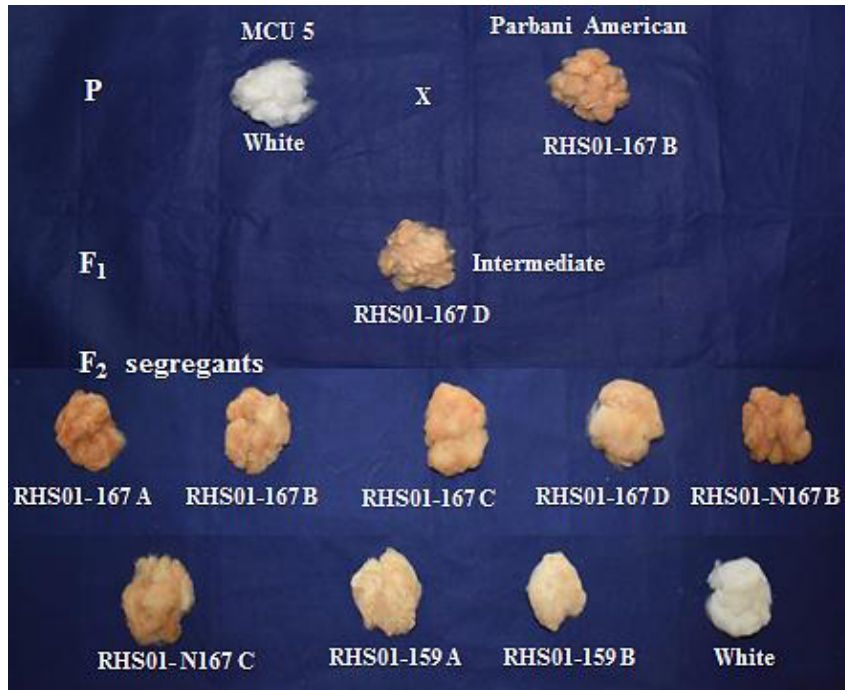 MCU 5
Parbani American
P
X
White
RHS01-167 B
F₁
Intermediate
RHS01-167 D
F₂ segregants
RHS01-167 A
RHS01-167 B
RHS01-167 C
RHS01-167 D
RHS01-N167 B
RHS01-N167 C
RHS01-159 A
RHS01-159 B
White